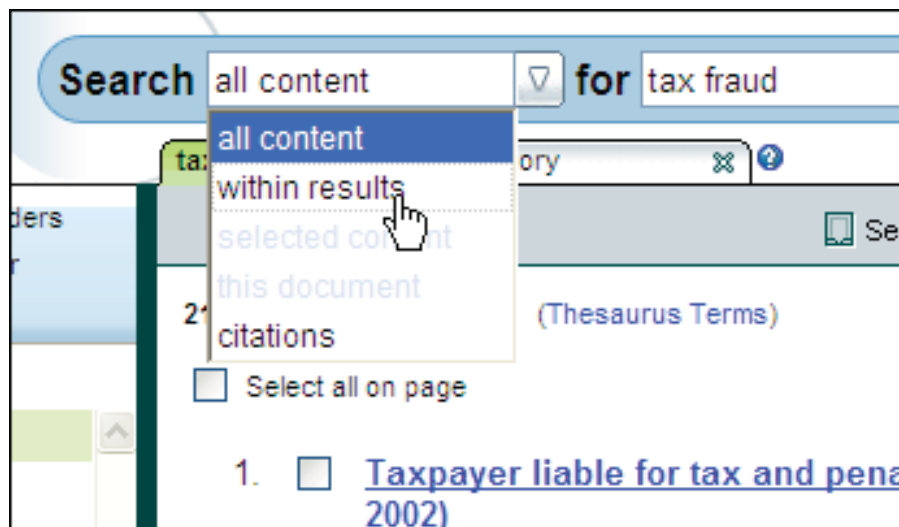 Search all content for tax fraud
all content
within results
selected content
this document
citations
ory
ders
Se
r
21
(Thesaurus Terms)
Select all on page
1. Taxpayer liable for tax and pena
2002)